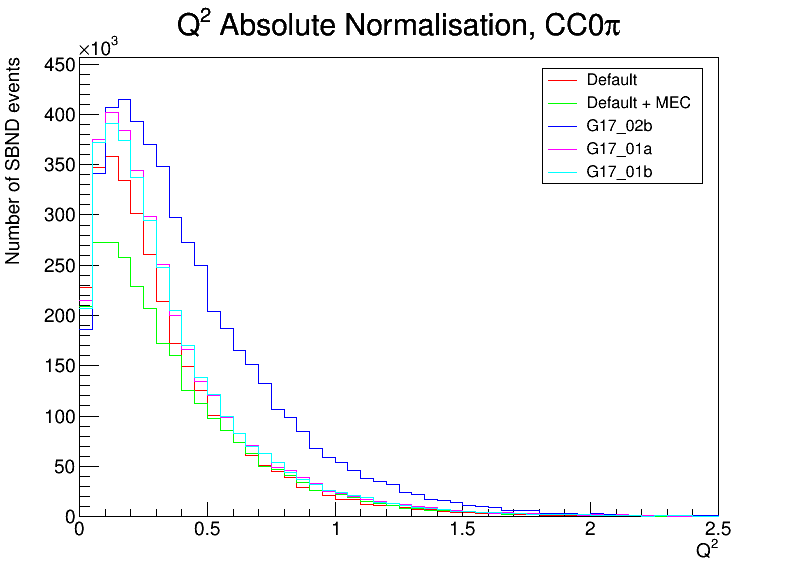 Q² Absolute Normalisation, CC0π
×10³
Number of SBND events
450
400
350
300
250
200
150
100
50
0
Default
Default + MEC
G17_02b
G17_01a
G17_01b
0 0.5 1 1.5 2 2.5
Q²